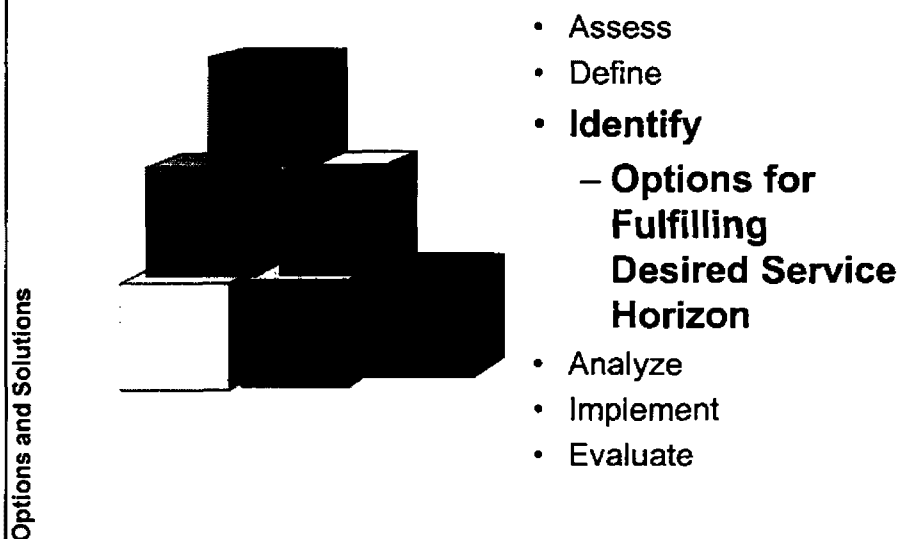 • Assess
• Define
• Identify
– Options for
Fulfilling
Desired Service
Horizon
• Analyze
• Implement
• Evaluate
Options and Solutions